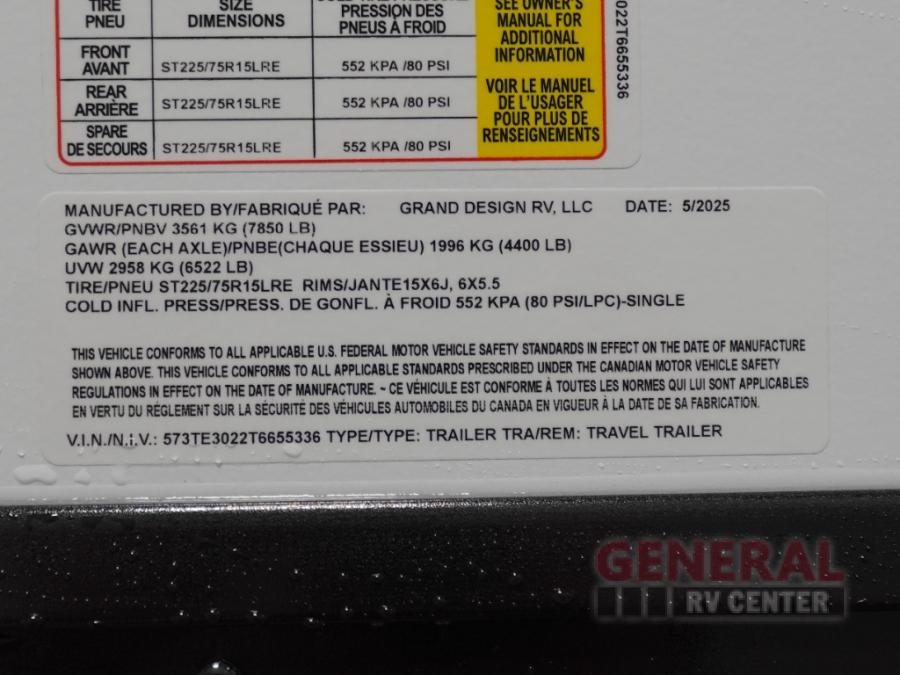 TIRE SIZE
PNEU DIMENSIONS PRESSION DES
PNEUS À FROID
FRONT
AVANT ST225/75R15LRE 552 KPA /80 PSI
REAR
ARRIÈRE ST225/75R15LRE 552 KPA /80 PSI
SPARE
DE SECOURS ST225/75R15LRE 552 KPA /80 PSI
SEE OWNER'S
MANUAL FOR
ADDITIONAL
INFORMATION
VOIR LE MANUEL
DE L'USAGER
POUR PLUS DE
RENSEIGNEMENTS
022T6655336
MANUFACTURED BY/FABRIQUÉ PAR: GRAND DESIGN RV, LLC DATE: 5/2025
GVWR/PNBV 3561 KG (7850 LB)
GAWR (EACH AXLE)/PNBE(CHAQUE ESSIEU) 1996 KG (4400 LB)
UVW 2958 KG (6522 LB)
TIRE/PNEU ST225/75R15LRE RIMS/JANTE15X6J, 6X5.5
COLD INFL. PRESS/PRESS. DE GONFL. À FROID 552 KPA (80 PSI/LPC)-SINGLE
THIS VEHICLE CONFORMS TO ALL APPLICABLE U.S. FEDERAL MOTOR VEHICLE SAFETY STANDARDS IN EFFECT ON THE DATE OF MANUFACTURE
SHOWN ABOVE. THIS VEHICLE CONFORMS TO ALL APPLICABLE STANDARDS PRESCRIBED UNDER THE CANADIAN MOTOR VEHICLE SAFETY
REGULATIONS IN EFFECT ON THE DATE OF MANUFACTURE. ~ CE VÉHICULE EST CONFORME À TOUTES LES NORMES QUI LUI SONT APPLICABLES
EN VERTU DU RÉGLEMENT SUR LA SÉCURITÉ DES VÉHICULES AUTOMOBILES DU CANADA EN VIGUEUR À LA DATE DE SA FABRICATION.
V.I.N./N.I.V.: 573TE3022T6655336 TYPE/TYPE: TRAILER TRA/REM: TRAVEL TRAILER
GENERAL
RV CENTER